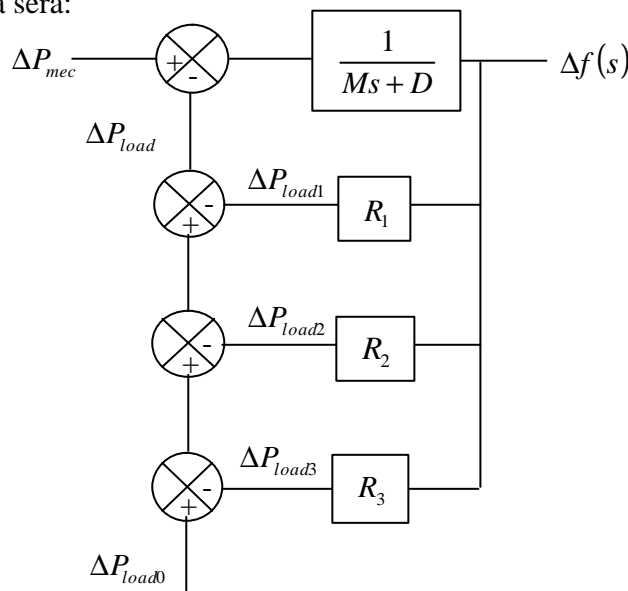 a será:
ΔP_mec + - 1/(Ms + D) Δf(s)
ΔP_load
ΔP_load1 - R_1
+
ΔP_load2 - R_2
+
ΔP_load3 - R_3
+
ΔP_load0